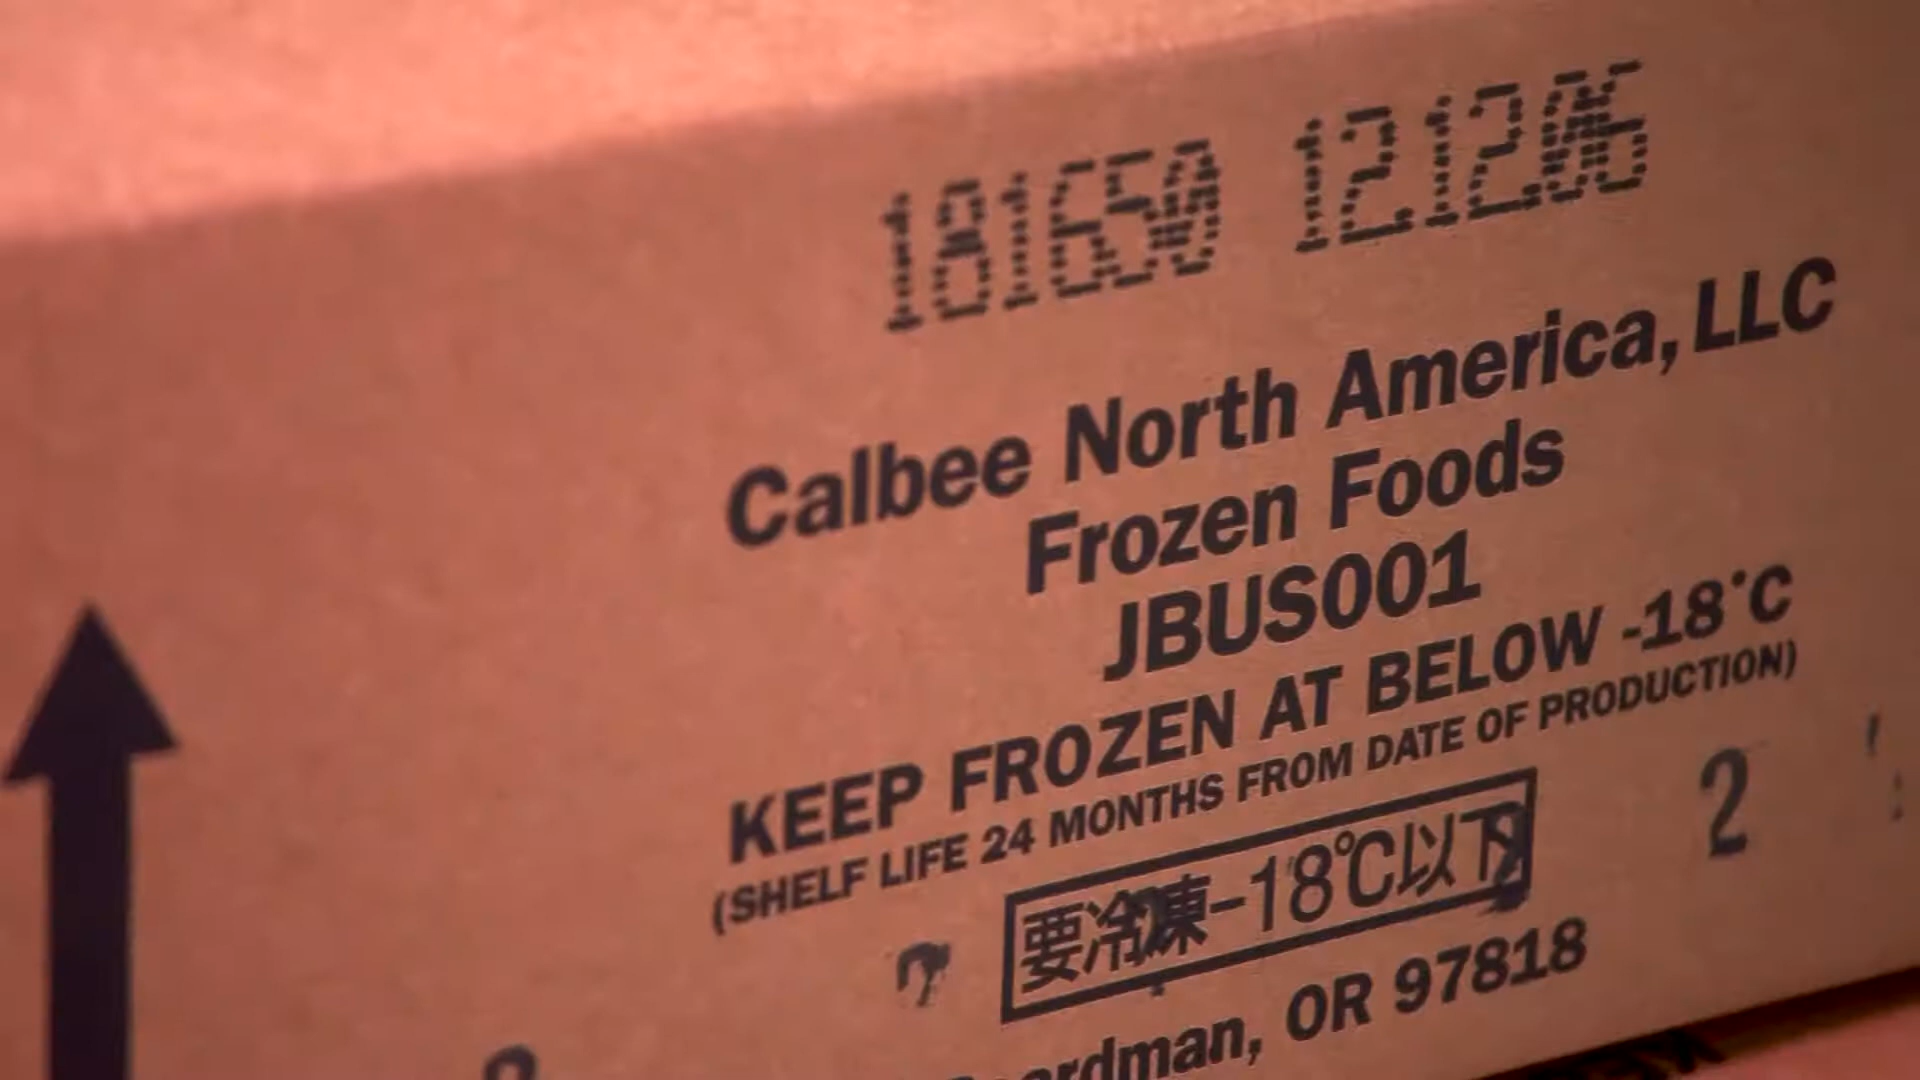 181650 121206
Calbee North America, LLC
Frozen Foods
JBUS001
KEEP FROZEN AT BELOW -18°C
(SHELF LIFE 24 MONTHS FROM DATE OF PRODUCTION)
2
要冷凍-18℃以下
OR 97818